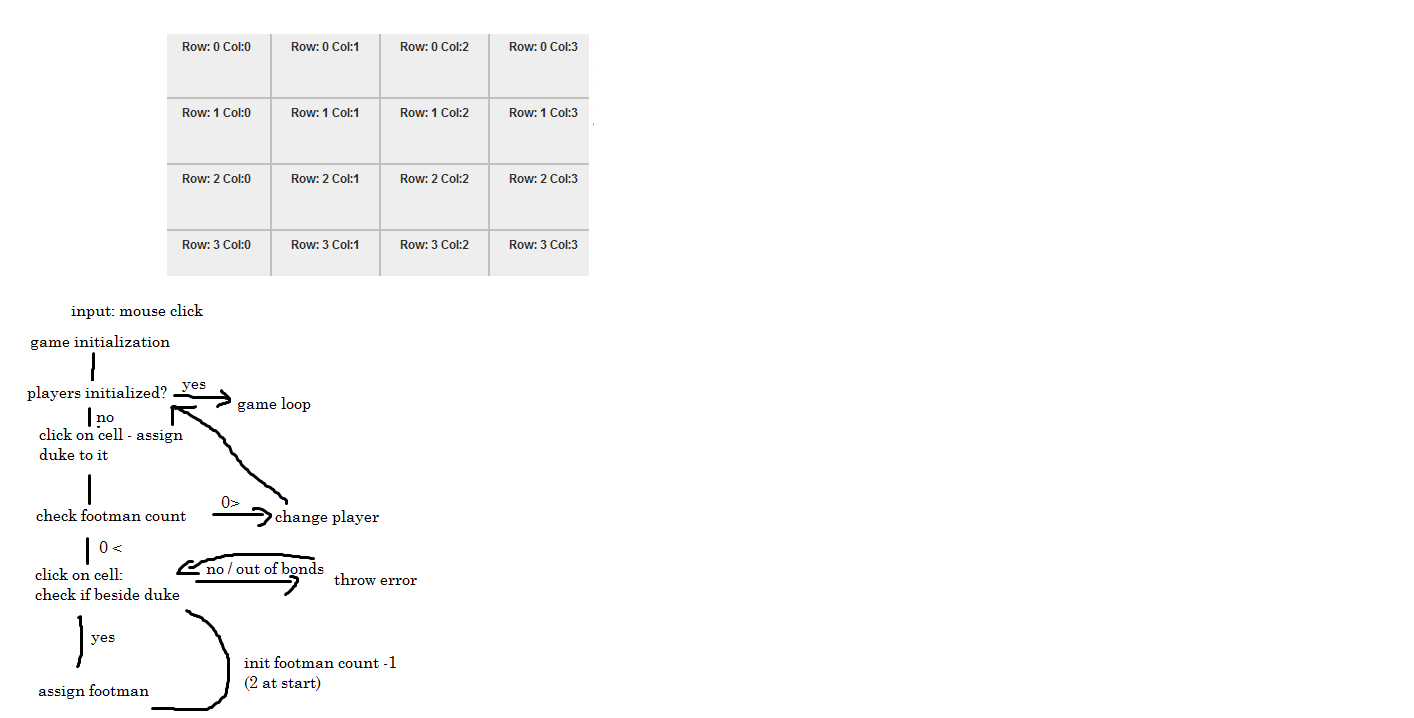 Row: 0 Col:0 Row: 0 Col:1 Row: 0 Col:2 Row: 0 Col:3
Row: 1 Col:0 Row: 1 Col:1 Row: 1 Col:2 Row: 1 Col:3
Row: 2 Col:0 Row: 2 Col:1 Row: 2 Col:2 Row: 2 Col:3
Row: 3 Col:0 Row: 3 Col:1 Row: 3 Col:2 Row: 3 Col:3
input: mouse click
game initialization
players initialized?
yes
game loop
no
click on cell - assign
duke to it
check footman count
0>
change player
0 <
click on cell:
check if beside duke
no / out of bonds
throw error
yes
init footman count -1
(2 at start)
assign footman